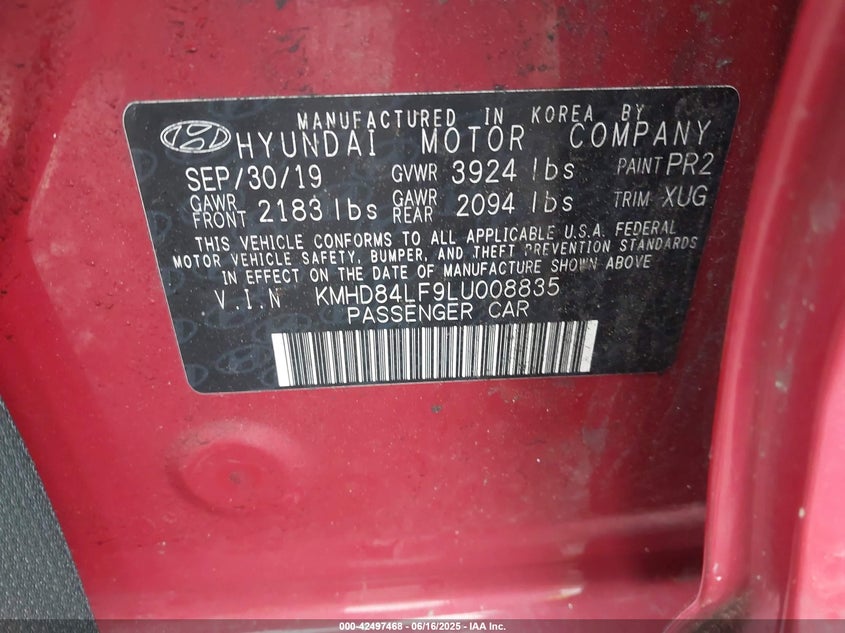 MANUFACTURED IN KOREA BY
HYUNDAI MOTOR COMPANY
SEP/30/19 GVWR 3924 lbs PAINT PR2
GAWR FRONT 2183 lbs GAWR REAR 2094 lbs TRIM XUG
THIS VEHICLE CONFORMS TO ALL APPLICABLE U.S.A. FEDERAL
MOTOR VEHICLE SAFETY, BUMPER, AND THEFT PREVENTION STANDARDS
IN EFFECT ON THE DATE OF MANUFACTURE SHOWN ABOVE.
V.I.N KMHD84LF9LU008835
PASSENGER CAR
000-42497468 - 06/16/2025 - IAA Inc.